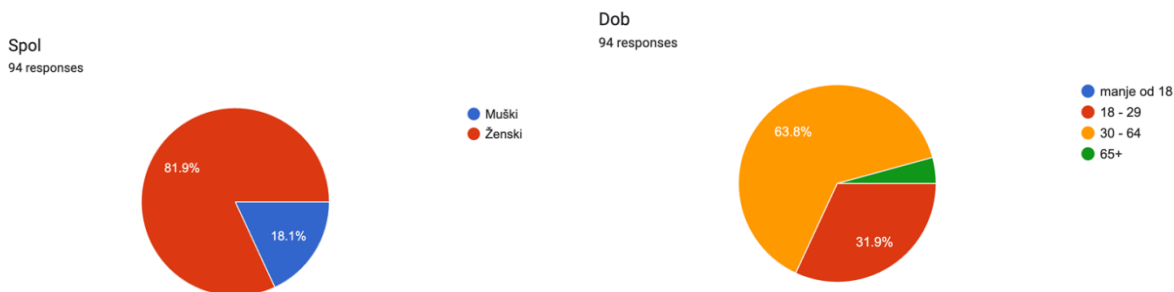 Spol
94 responses
Muški
Ženski
81.9%
18.1%
Dob
94 responses
manje od 18
18 - 29
30 - 64
65+
63.8%
31.9%